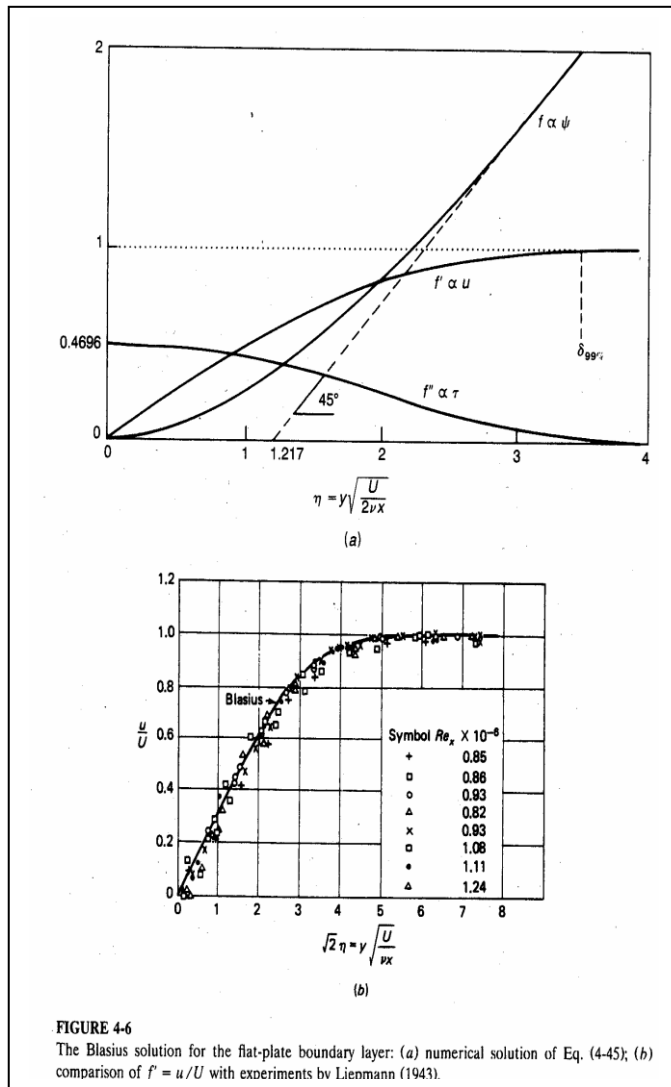 2
f ∝ ψ
1
f' ∝ u
0.4696
δ99%
f'' ∝ τ
45°
0
0 1 1.217 2 3 4
η = y√(U/2νx)
(a)
1.2
1.0
0.8
Blasius
0.6
u/U
Symbol Re_x × 10^-6
+ 0.85
□ 0.86
○ 0.93
0.4
△ 0.82
× 0.93
□ 1.08
0.2
• 1.11
△ 1.24
0
0 1 2 3 4 5 6 7 8
√2 η = y√(U/νx)
(b)
FIGURE 4-6
The Blasius solution for the flat-plate boundary layer: (a) numerical solution of Eq. (4-45); (b)
comparison of f' = u/U with experiments by Liepmann (1943).